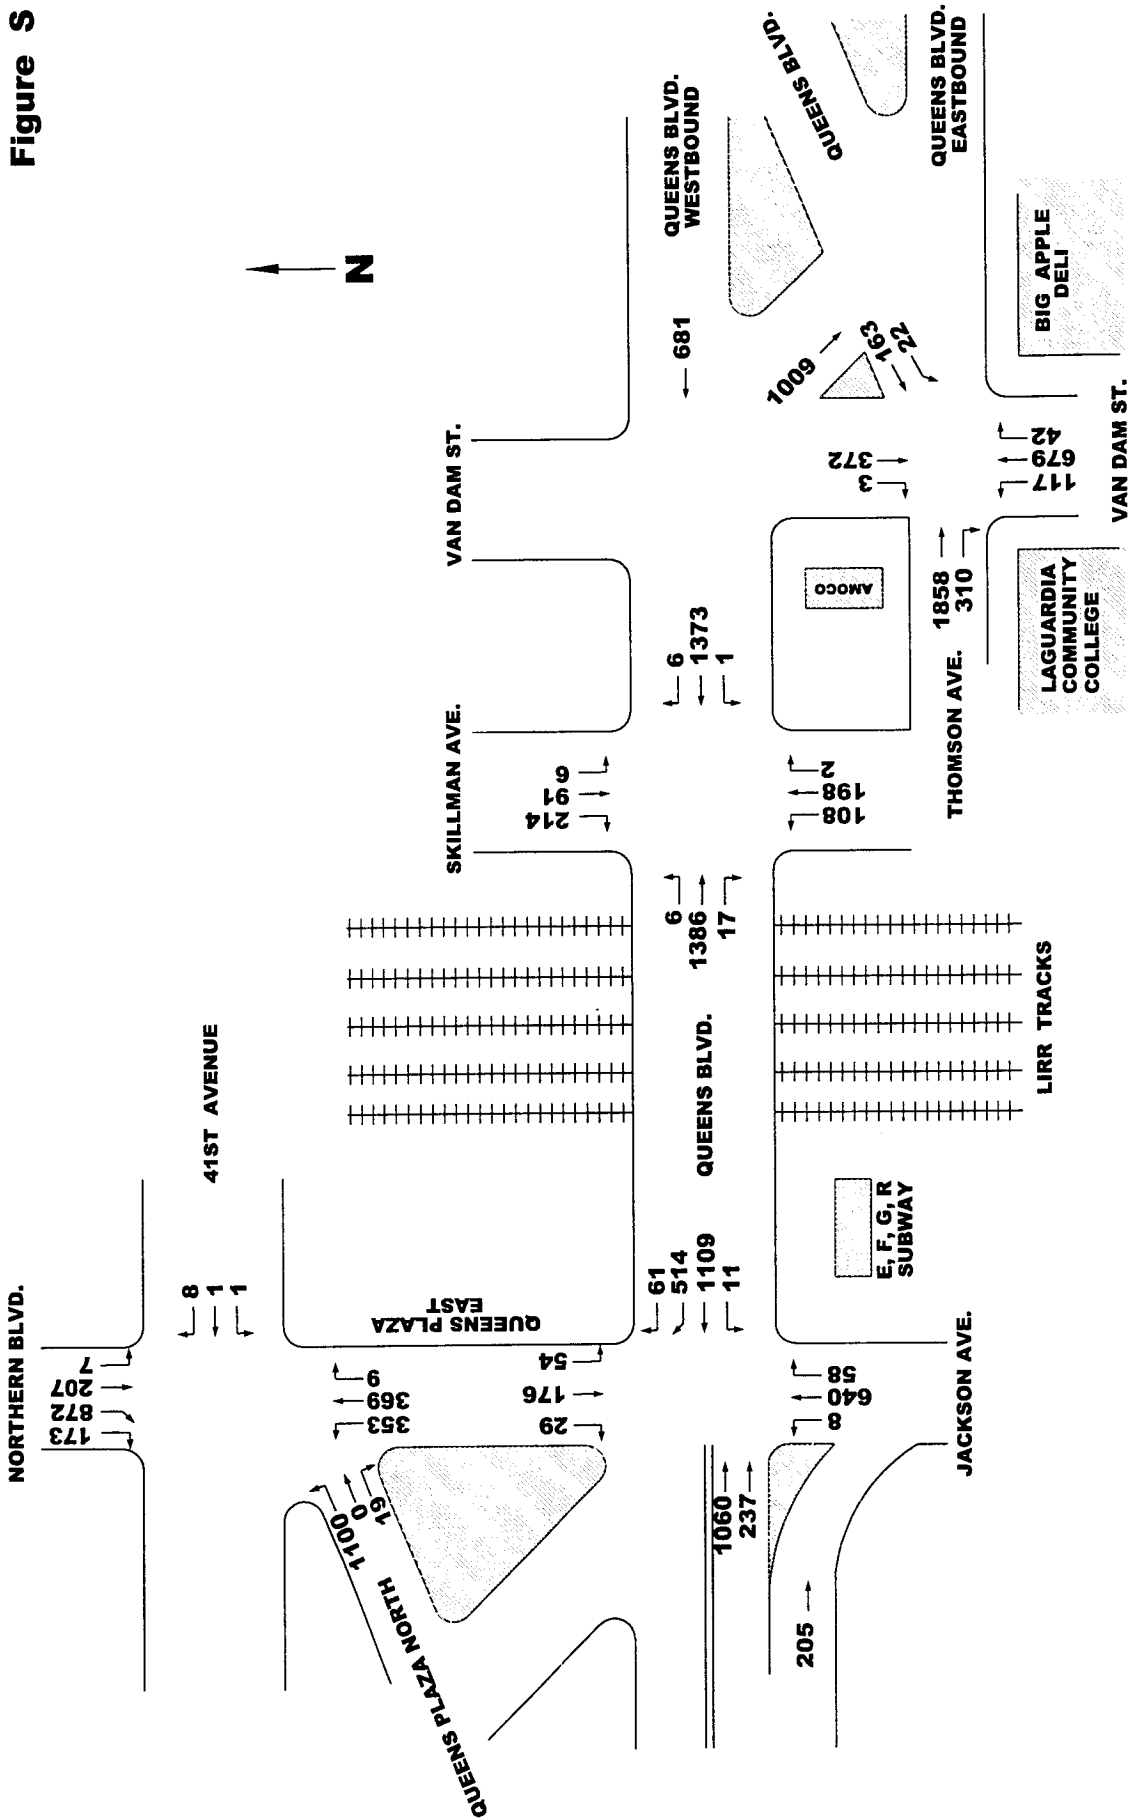 Figure S
N
NORTHERN BLVD.
41ST AVENUE
SKILLMAN AVE.
VAN DAM ST.
QUEENS BLVD.
WESTBOUND
QUEENS BLVD.
QUEENS BLVD.
EASTBOUND
173
872
207
7
8
1
1
353
369
9
1100
0
19
QUEENS PLAZA NORTH
QUEENS PLAZA
EAST
29
176
54
61
514
1109
11
1060
237
205
8
640
58
JACKSON AVE.
E, F, G, R
SUBWAY
QUEENS BLVD.
LIRR TRACKS
6
1386
17
214
91
6
6
1373
1
108
198
2
681
1009
163
22
3
372
AMOCO
THOMSON AVE.
1858
310
117
679
42
LAGUARDIA
COMMUNITY
COLLEGE
VAN DAM ST.
BIG APPLE
DELI